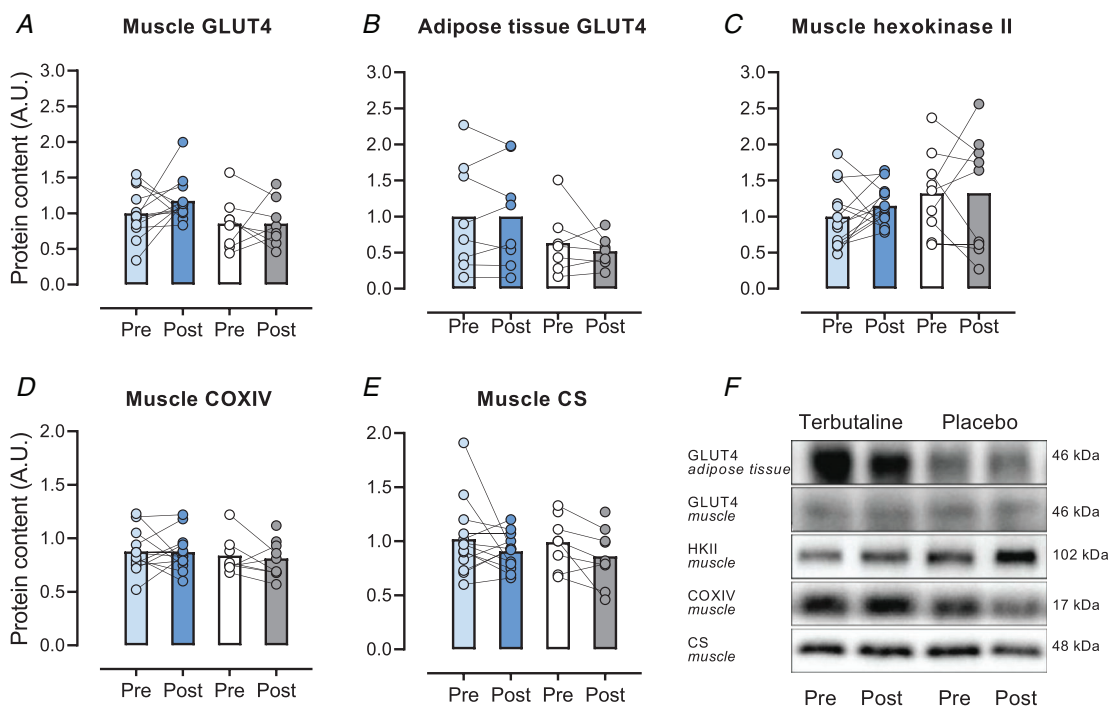 A
Muscle GLUT4
B
Adipose tissue GLUT4
C
Muscle hexokinase II
Protein content (A.U.)
3.0
2.5
2.0
1.5
1.0
0.5
0.0
Pre Post Pre Post
3.0
2.5
2.0
1.5
1.0
0.5
0.0
Pre Post Pre Post
3.0
2.5
2.0
1.5
1.0
0.5
0.0
Pre Post Pre Post
D
Muscle COXIV
E
Muscle CS
F
Protein content (A.U.)
2.0
1.5
1.0
0.5
0.0
Pre Post Pre Post
2.0
1.5
1.0
0.5
0.0
Pre Post Pre Post
Terbutaline Placebo
GLUT4
adipose tissue
46 kDa
GLUT4
muscle
46 kDa
HKII
muscle
102 kDa
COXIV
muscle
17 kDa
CS
muscle
48 kDa
Pre Post Pre Post